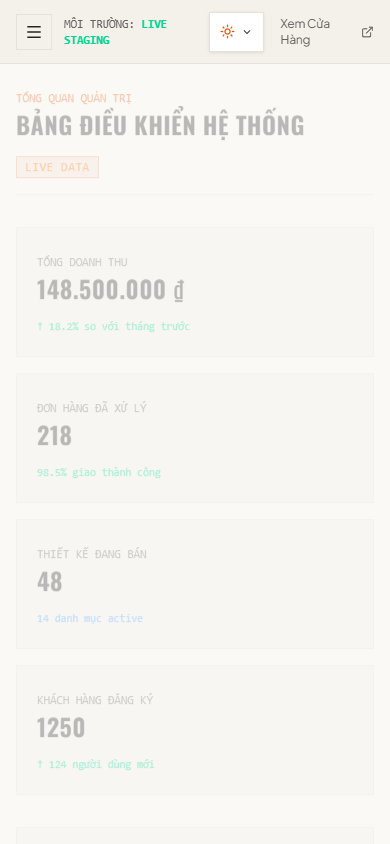 MÔI TRƯỜNG: LIVE
STAGING
Xem Cửa
Hàng
TỔNG QUAN QUẢN TRỊ
BẢNG ĐIỀU KHIỂN HỆ THỐNG
LIVE DATA
TỔNG DOANH THU
148.500.000 ₫
↑ 18.2% so với tháng trước
ĐƠN HÀNG ĐÃ XỬ LÝ
218
98.5% giao thành công
THIẾT KẾ ĐANG BÁN
48
14 danh mục active
KHÁCH HÀNG ĐĂNG KÝ
1250
↑ 124 người dùng mới